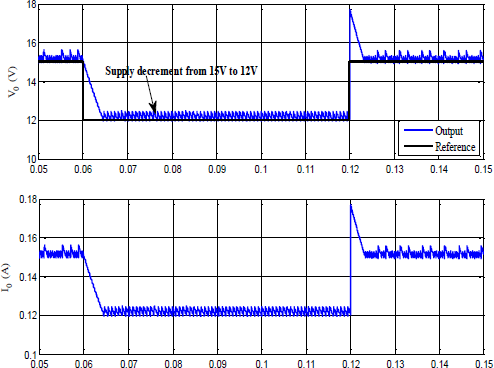 18
16
14
12
10
V0 (V)
Supply decrement from 15V to 12V
Output
Reference
0.05 0.06 0.07 0.08 0.09 0.1 0.11 0.12 0.13 0.14 0.15
0.18
0.16
0.14
0.12
0.1
I0 (A)
0.05 0.06 0.07 0.08 0.09 0.1 0.11 0.12 0.13 0.14 0.15